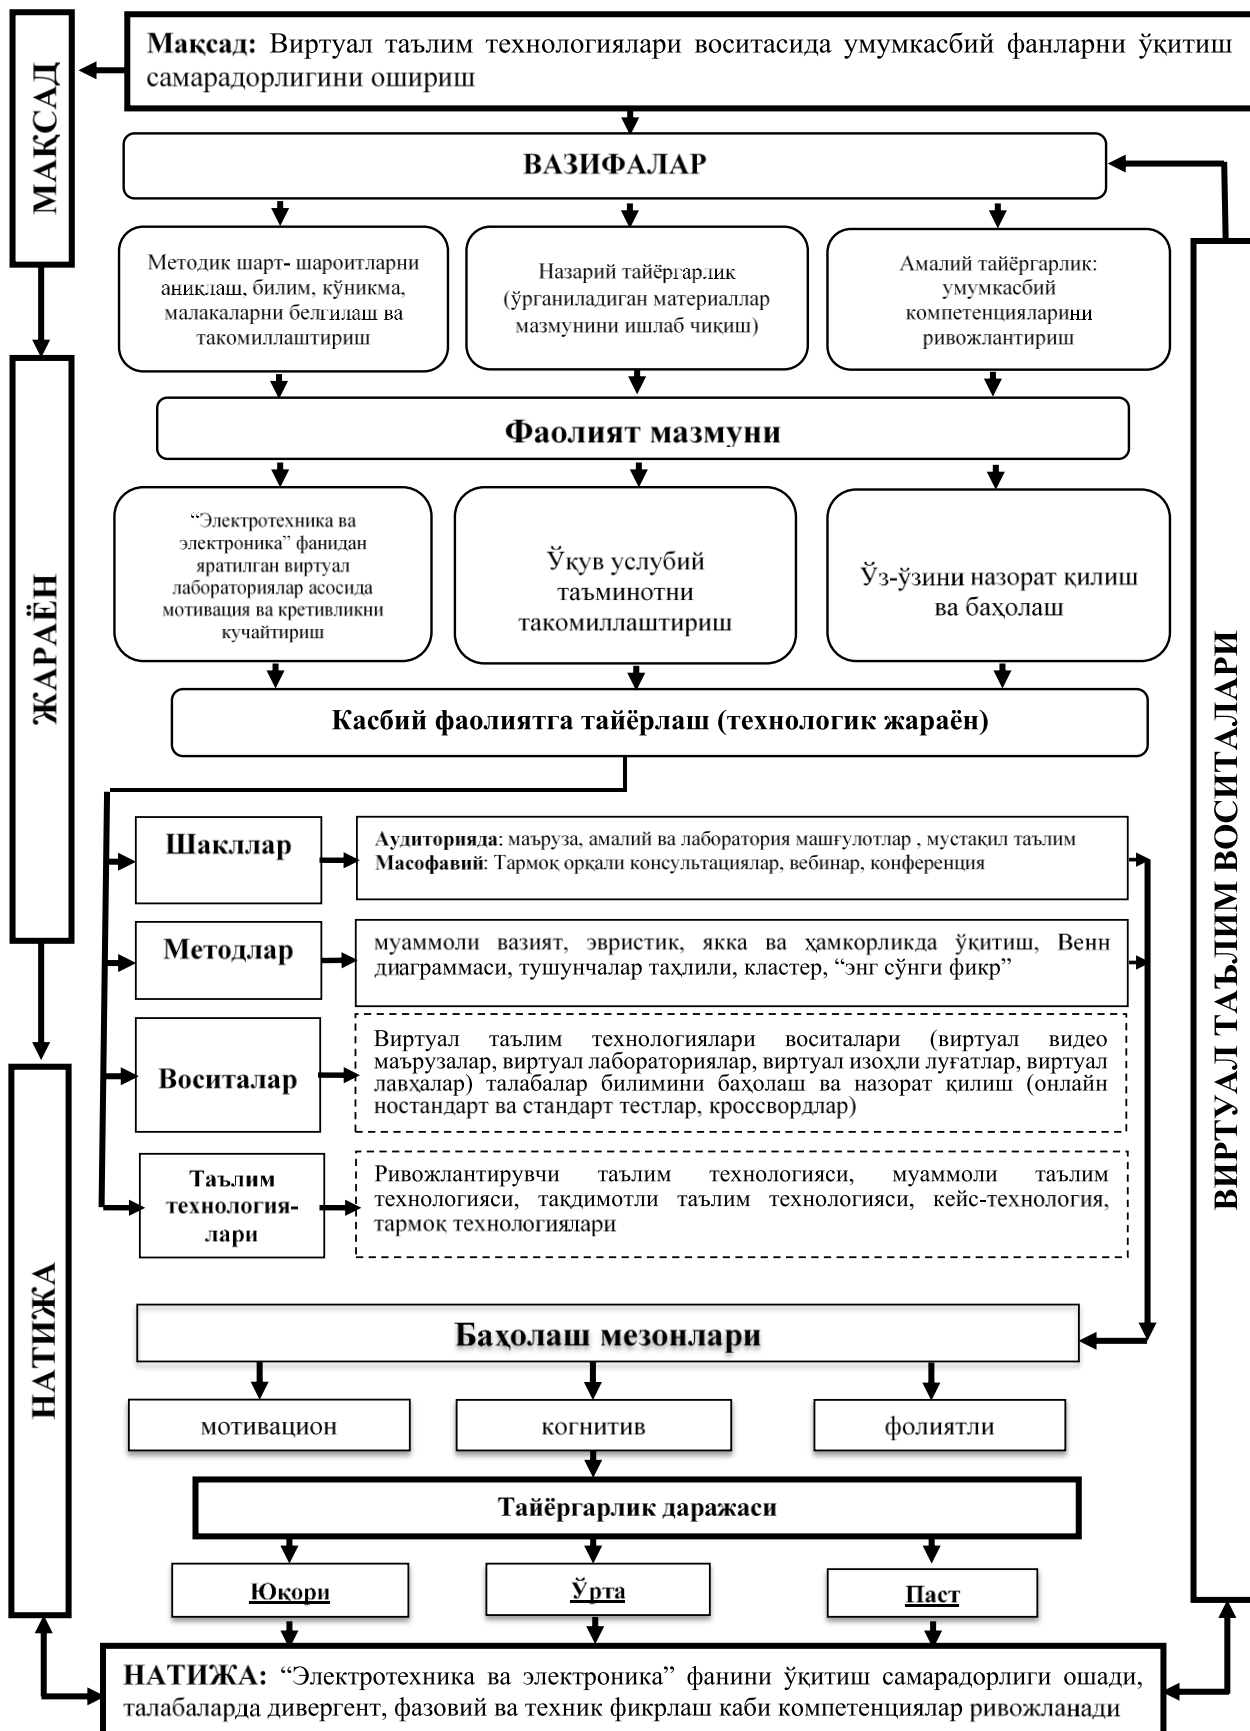 МАҚСАД
Мақсад: Виртуал таълим технологиялари воситасида умумкасбий фанларни ўқитиш
самарадорлигини ошириш
ВАЗИФАЛАР
Методик шарт- шароитларни
аниқлаш, билим, кўникма,
малакаларни белгилаш ва
такомиллаштириш
Назарий тайёргарлик
(ўрганиладиган материаллар
мазмунини ишлаб чиқиш)
Амалий тайёргарлик:
умумкасбий
компетенцияларини
ривожлантириш
ЖАРАЁН
Фаолият мазмуни
“Электротехника ва
электроника” фанидан
яратилган виртуал
лабораториялар асосида
мотивация ва кретивликни
кучайтириш
Ўқув услубий
таъминотни
такомиллаштириш
Ўз-ўзини назорат қилиш
ва баҳолаш
Касбий фаолиятга тайёрлаш (технологик жараён)
ВИРТУАЛ ТАЪЛИМ ВОСИТАЛАРИ
Шакллар
Аудиторияда: маъруза, амалий ва лаборатория машғулотлар , мустақил таълим
Масофавий: Тармоқ орқали консультациялар, вебинар, конференция
Методлар
муаммоли вазият, эвристик, якка ва ҳамкорликда ўқитиш, Венн
диаграммаси, тушунчалар таҳлили, кластер, “энг сўнги фикр”
Воситалар
Виртуал таълим технологиялари воситалари (виртуал видео
маърузалар, виртуал лабораториялар, виртуал изоҳли луғатлар, виртуал
лавҳалар) талабалар билимини баҳолаш ва назорат қилиш (онлайн
ностандарт ва стандарт тестлар, кроссвордлар)
Таълим
технология-
лари
Ривожлантирувчи таълим технологияси, муаммоли таълим
технологияси, тақдимотли таълим технологияси, кейс-технология,
тармоқ технологиялари
НАТИЖА
Баҳолаш мезонлари
мотивацион
когнитив
фолиятли
Тайёргарлик даражаси
Юқори
Ўрта
Паст
НАТИЖА: “Электротехника ва электроника” фанини ўқитиш самарадорлиги ошади,
талабаларда дивергент, фазовий ва техник фикрлаш каби компетенциялар ривожланади